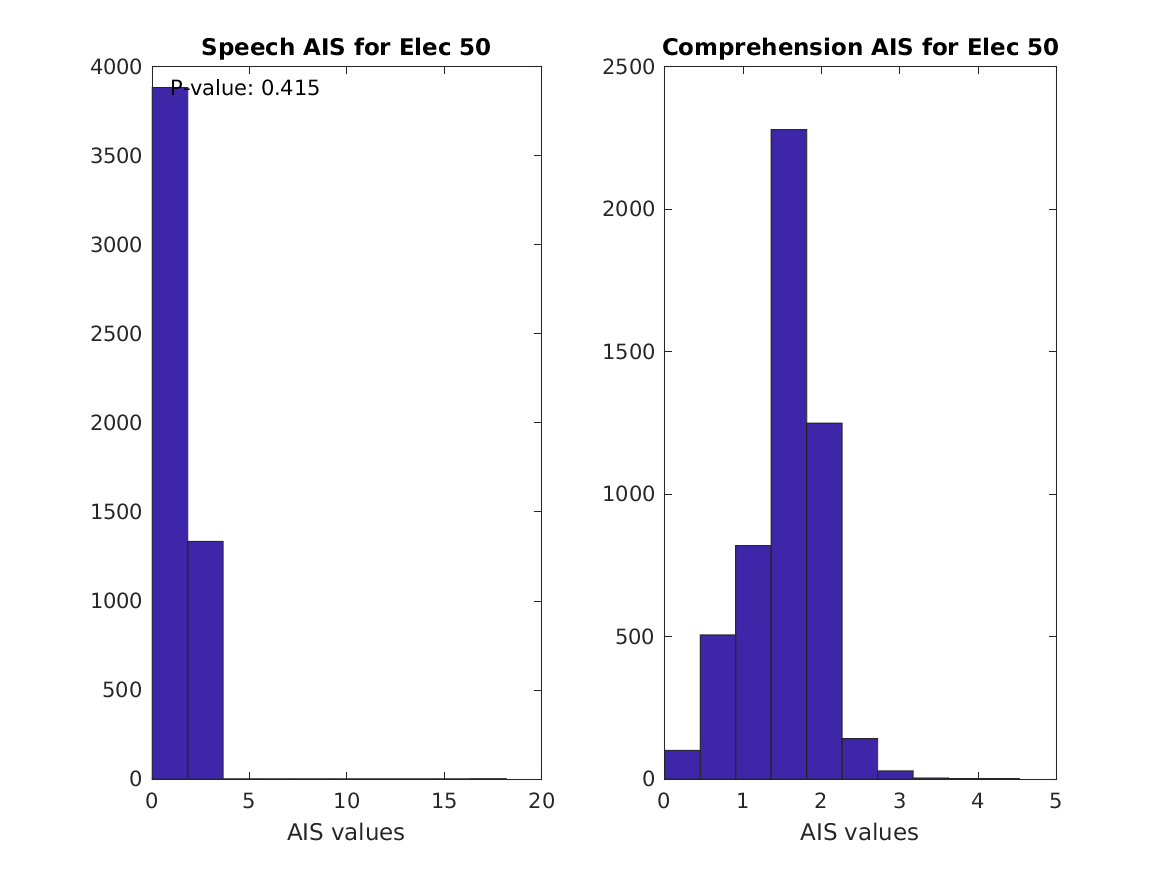 Speech AIS for Elec 50
4000
3500
3000
2500
2000
1500
1000
500
0
P-value: 0.415
0 5 10 15 20
AIS values
Comprehension AIS for Elec 50
2500
2000
1500
1000
500
0
0 1 2 3 4 5
AIS values